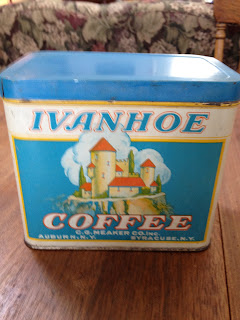 IVANHOE
COFFEE
C.G. MEAKER CO. INC.
AUBURN, N.Y. SYRACUSE, N.Y.